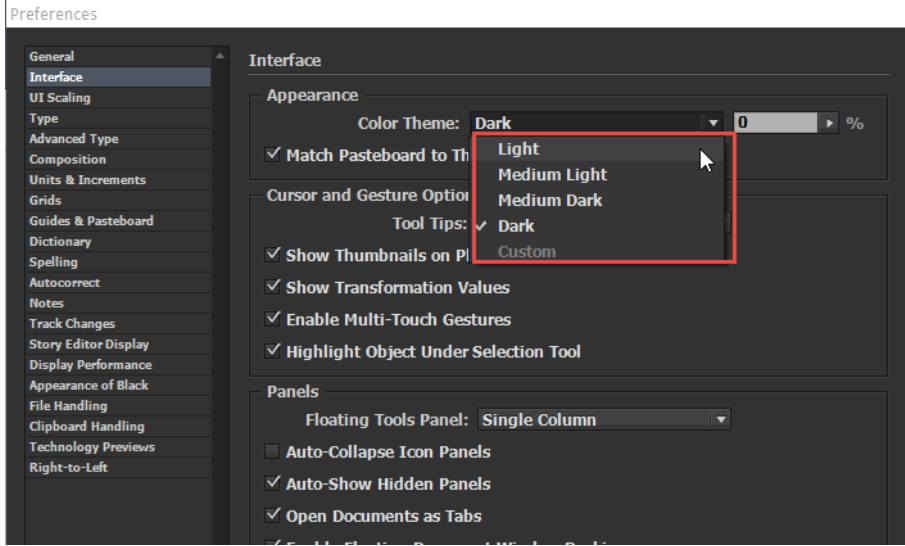 Preferences
General
Interface
UI Scaling
Type
Advanced Type
Composition
Units & Increments
Grids
Guides & Pasteboard
Dictionary
Spelling
Autocorrect
Notes
Track Changes
Story Editor Display
Display Performance
Appearance of Black
File Handling
Clipboard Handling
Technology Previews
Right-to-Left
Interface
Appearance
Color Theme: Dark 0 %
Match Pasteboard to Th
Light
Medium Light
Medium Dark
Dark
Custom
Cursor and Gesture Option
Tool Tips:
Show Thumbnails on Pl
Show Transformation Values
Enable Multi-Touch Gestures
Highlight Object Under Selection Tool
Panels
Floating Tools Panel: Single Column
Auto-Collapse Icon Panels
Auto-Show Hidden Panels
Open Documents as Tabs